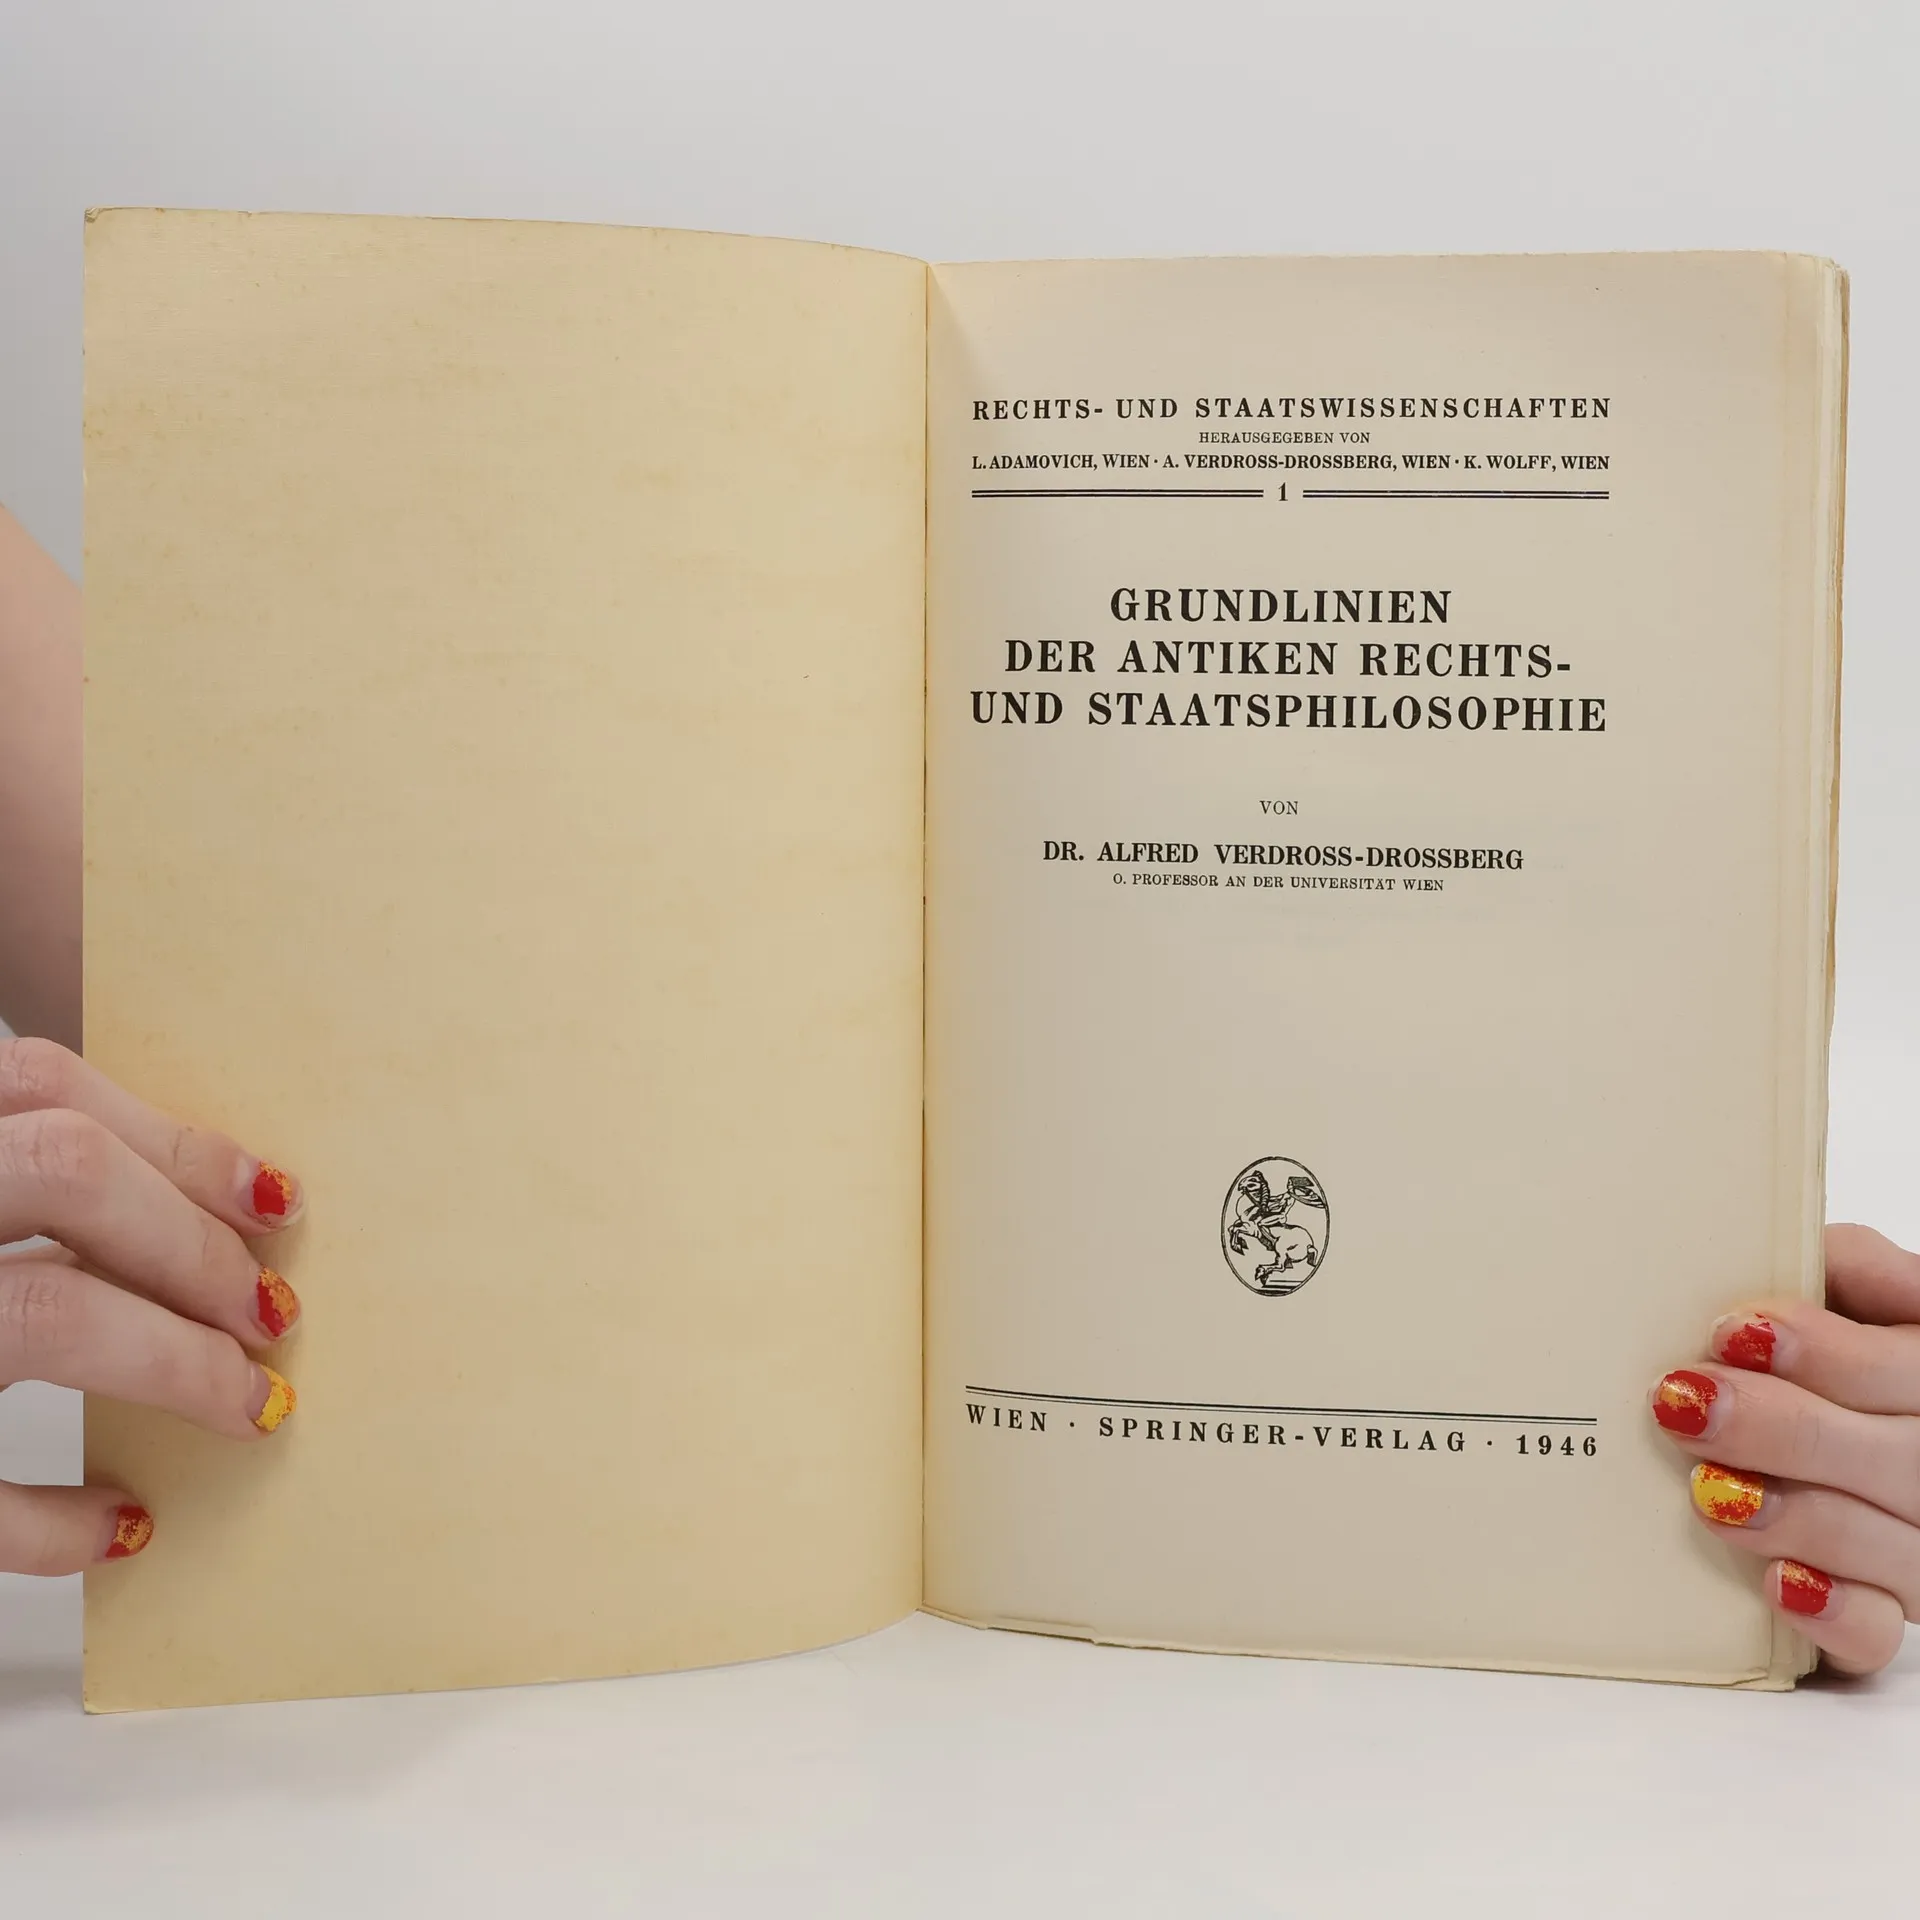 RECHTS- UND STAATSWISSENSCHAFTEN
HERAUSGEGEBEN VON
L. ADAMOVICH, WIEN · A. VERDROSS-DROSSBERG, WIEN · K. WOLFF, WIEN
1
GRUNDLINIEN
DER ANTIKEN RECHTS-
UND STAATSPHILOSOPHIE
VON
DR. ALFRED VERDROSS-DROSSBERG
O. PROFESSOR AN DER UNIVERSITÄT WIEN
WIEN · SPRINGER-VERLAG · 1946